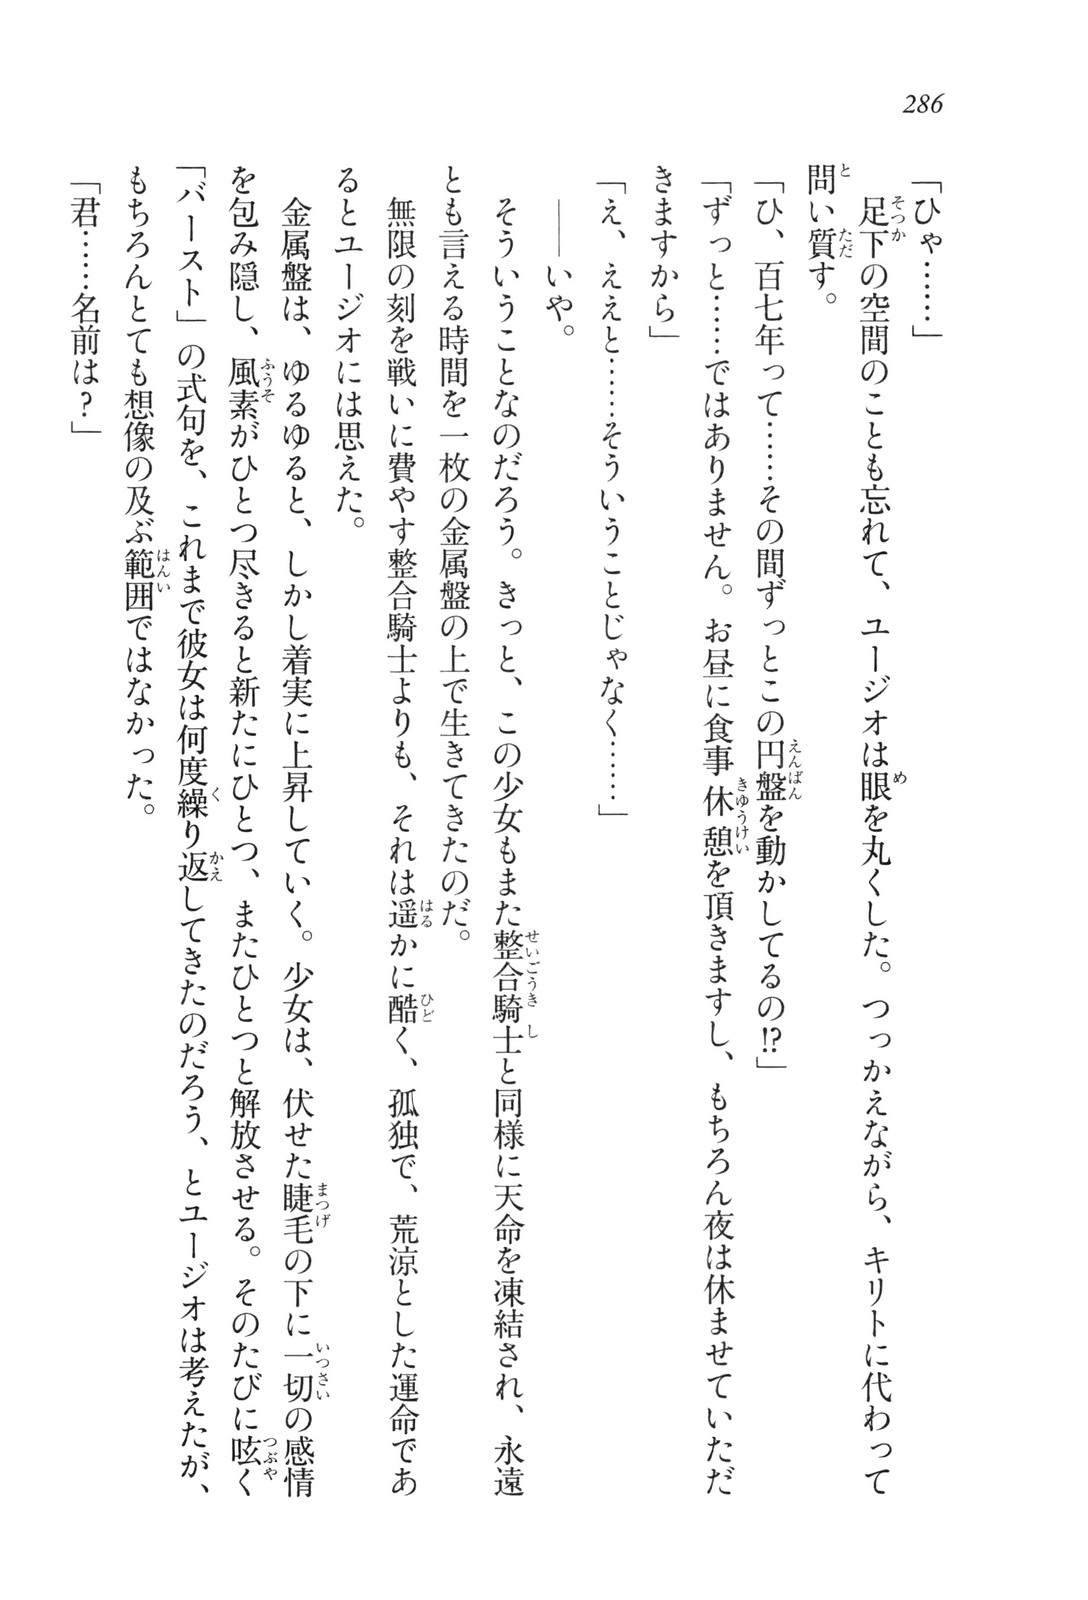 286
「ひゃ……」
　足下の空間のことも忘れて、ユージオは眼を丸くした。つっかえながら、キリトに代わって
問い質す。
「ひ、百七年って……その間ずっとこの円盤を動かしてるの!?」
「ずっと……ではありません。お昼に食事休憩を頂きますし、もちろん夜は休ませていただ
きますから」
「え、ええと……そういうことじゃなく……」
　――いや。
　そういうことなのだろう。きっと、この少女もまた整合騎士と同様に天命を凍結され、永遠
とも言える時間を一枚の金属盤の上で生きてきたのだ。
　無限の刻を戦いに費やす整合騎士よりも、それは遥かに酷く、孤独で、荒涼とした運命であ
るとユージオには思えた。
　金属盤は、ゆるゆると、しかし着実に上昇していく。少女は、伏せた睫毛の下に一切の感情
を包み隠し、風素がひとつ尽きると新たにひとつ、またひとつと解放させる。そのたびに呟く
「バースト」の式句を、これまで彼女は何度繰り返してきたのだろう、とユージオは考えたが、
もちろんとても想像の及ぶ範囲ではなかった。
「君……名前は？」